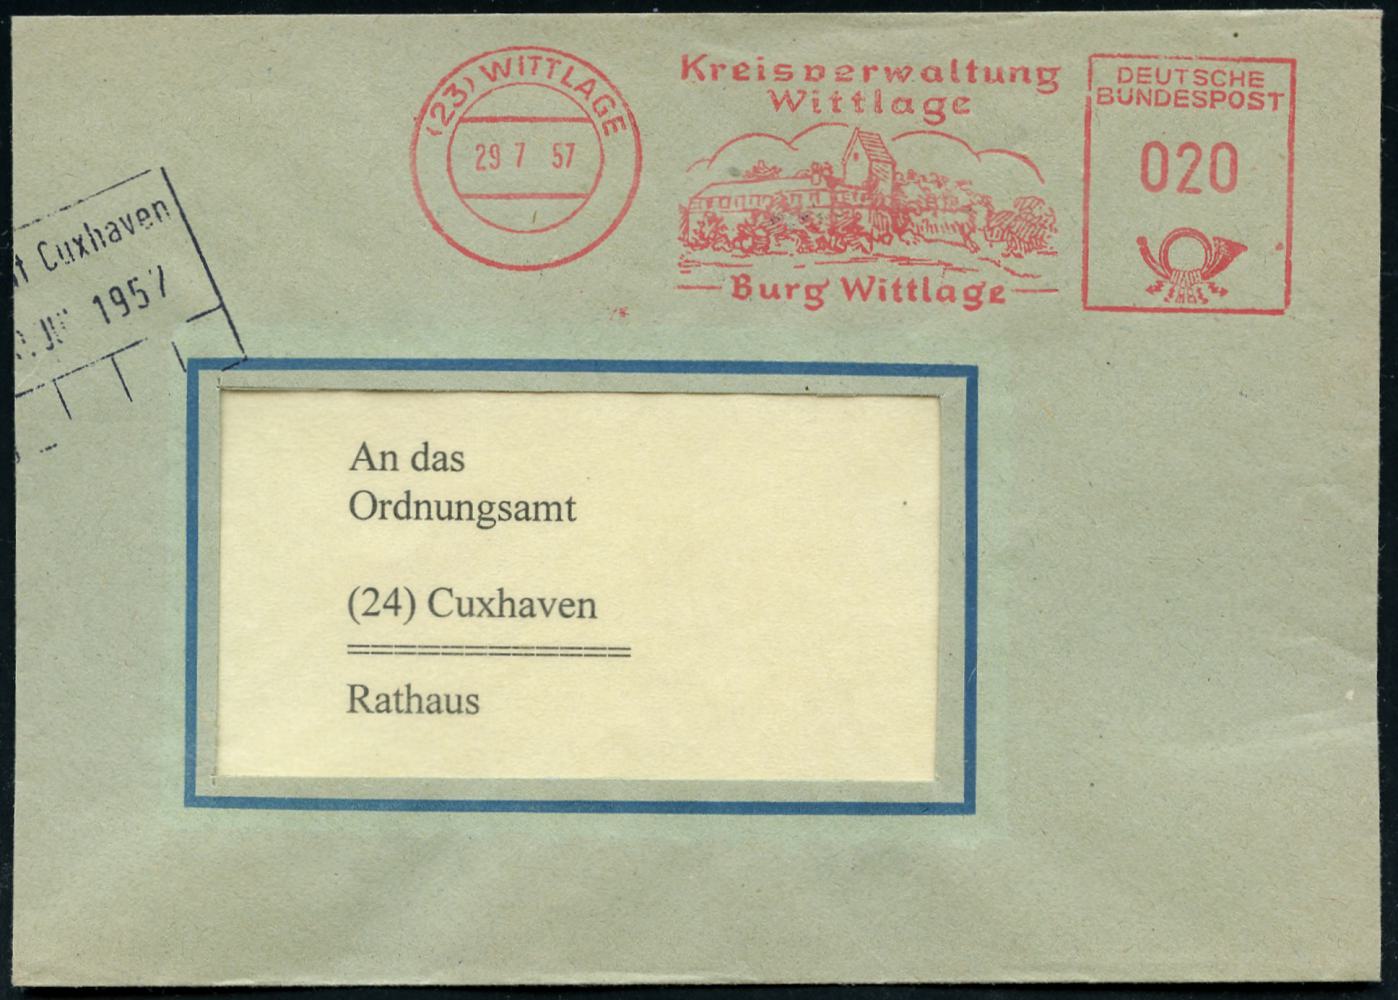 (23) WITTLAGE
29 7 57
Kreisverwaltung
Wittlage
Burg Wittlage
DEUTSCHE
BUNDESPOST
020
Cuxhaven
1957
An das
Ordnungsamt
(24) Cuxhaven
Rathaus